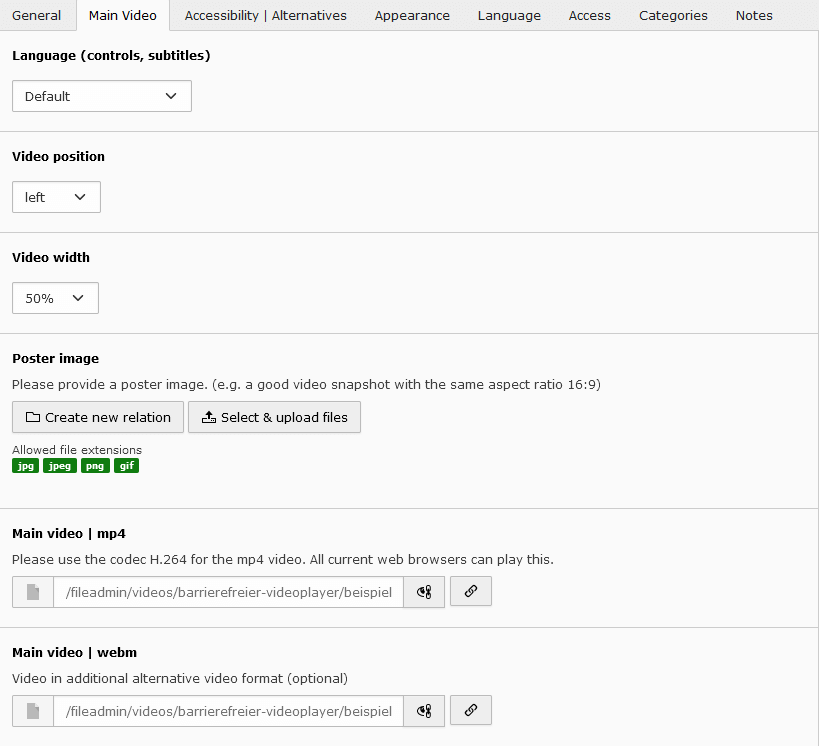 General Main Video Accessibility | Alternatives Appearance Language Access Categories Notes
Language (controls, subtitles)
Default
Video position
left
Video width
50%
Poster image
Please provide a poster image. (e.g. a good video snapshot with the same aspect ratio 16:9)
Create new relation Select & upload files
Allowed file extensions
jpg jpeg png gif
Main video | mp4
Please use the codec H.264 for the mp4 video. All current web browsers can play this.
/fileadmin/videos/barrierefreier-videoplayer/beispiel
Main video | webm
Video in additional alternative video format (optional)
/fileadmin/videos/barrierefreier-videoplayer/beispiel